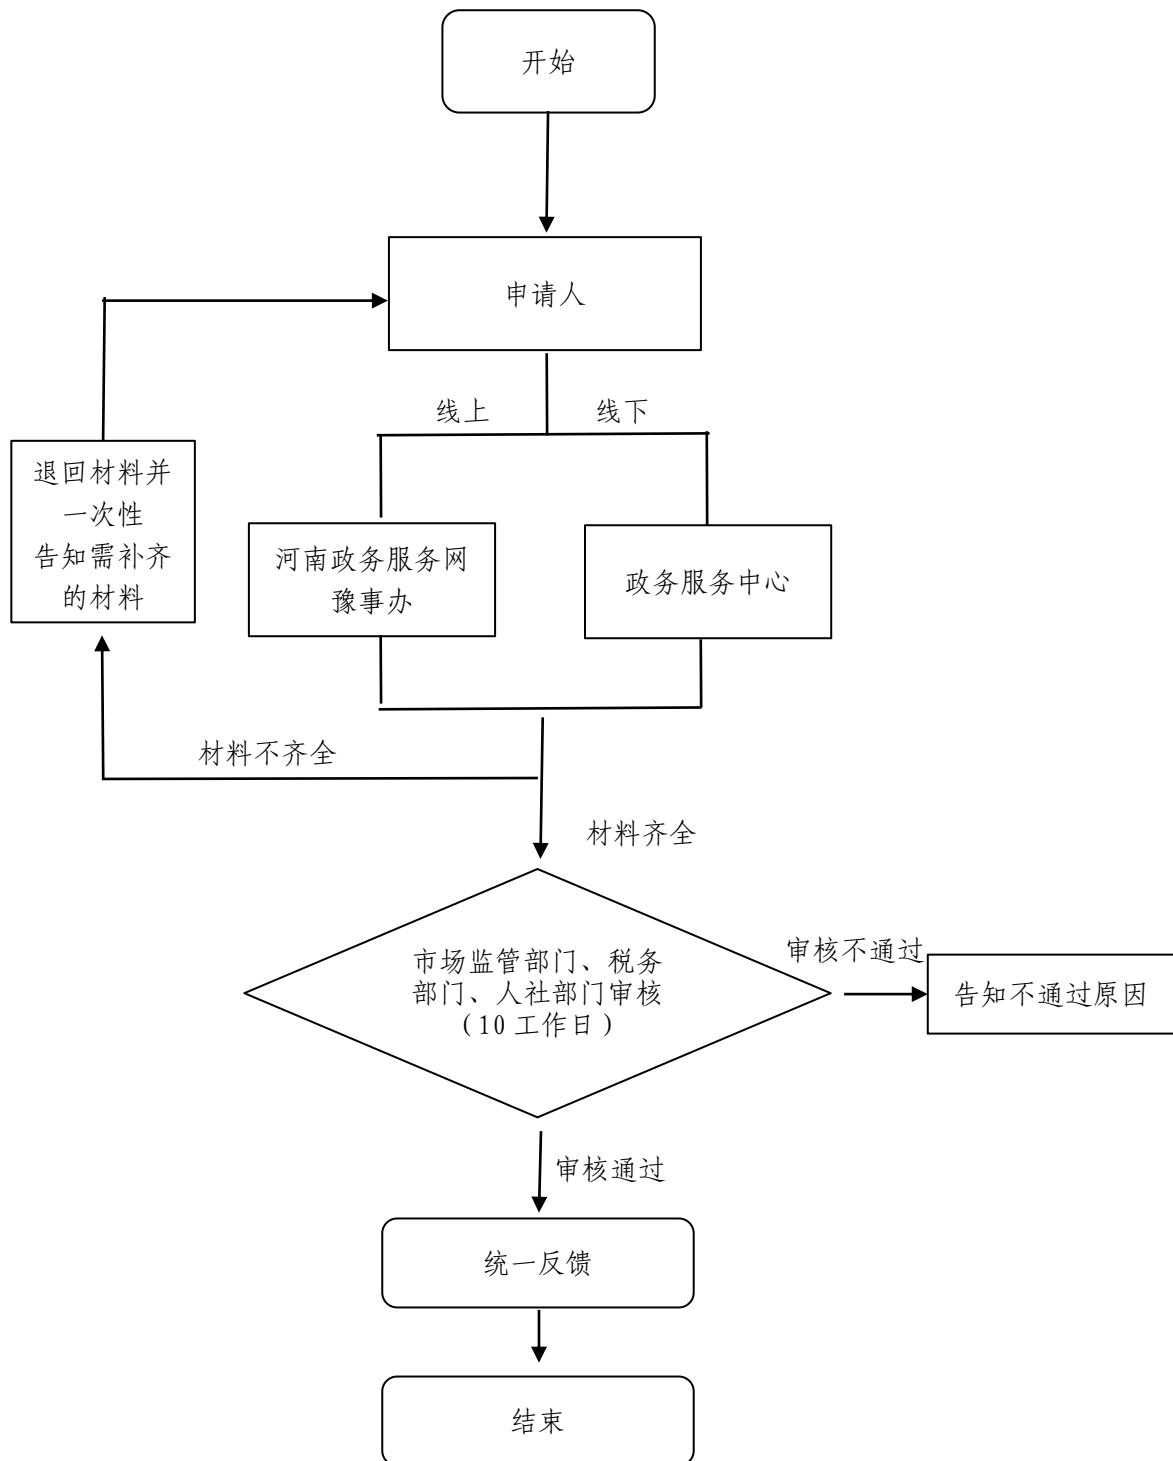 开始
申请人
线上
线下
退回材料并
一次性
告知需补齐
的材料
河南政务服务网
豫事办
政务服务中心
材料不齐全
材料齐全
市场监管部门、税务
部门、人社部门审核
（10 工作日）
审核不通过
告知不通过原因
审核通过
统一反馈
结束